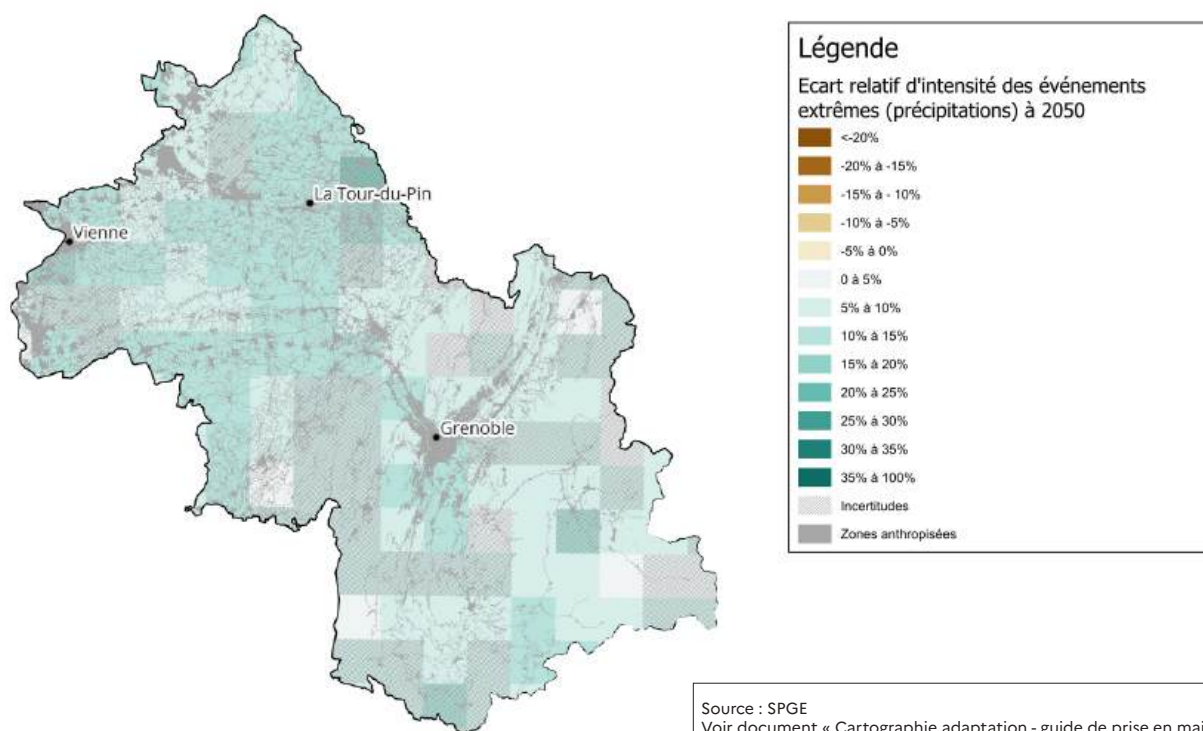 La Tour-du-Pin
Vienne
Grenoble
Légende
Ecart relatif d'intensité des événements
extrêmes (précipitations) à 2050
<-20%
-20% à -15%
-15% à - 10%
-10% à -5%
-5% à 0%
0 à 5%
5% à 10%
10% à 15%
15% à 20%
20% à 25%
25% à 30%
30% à 35%
35% à 100%
Incertitudes
Zones anthropisées
Source : SPGE
Voir document « Cartographie adaptation - guide de prise en mai